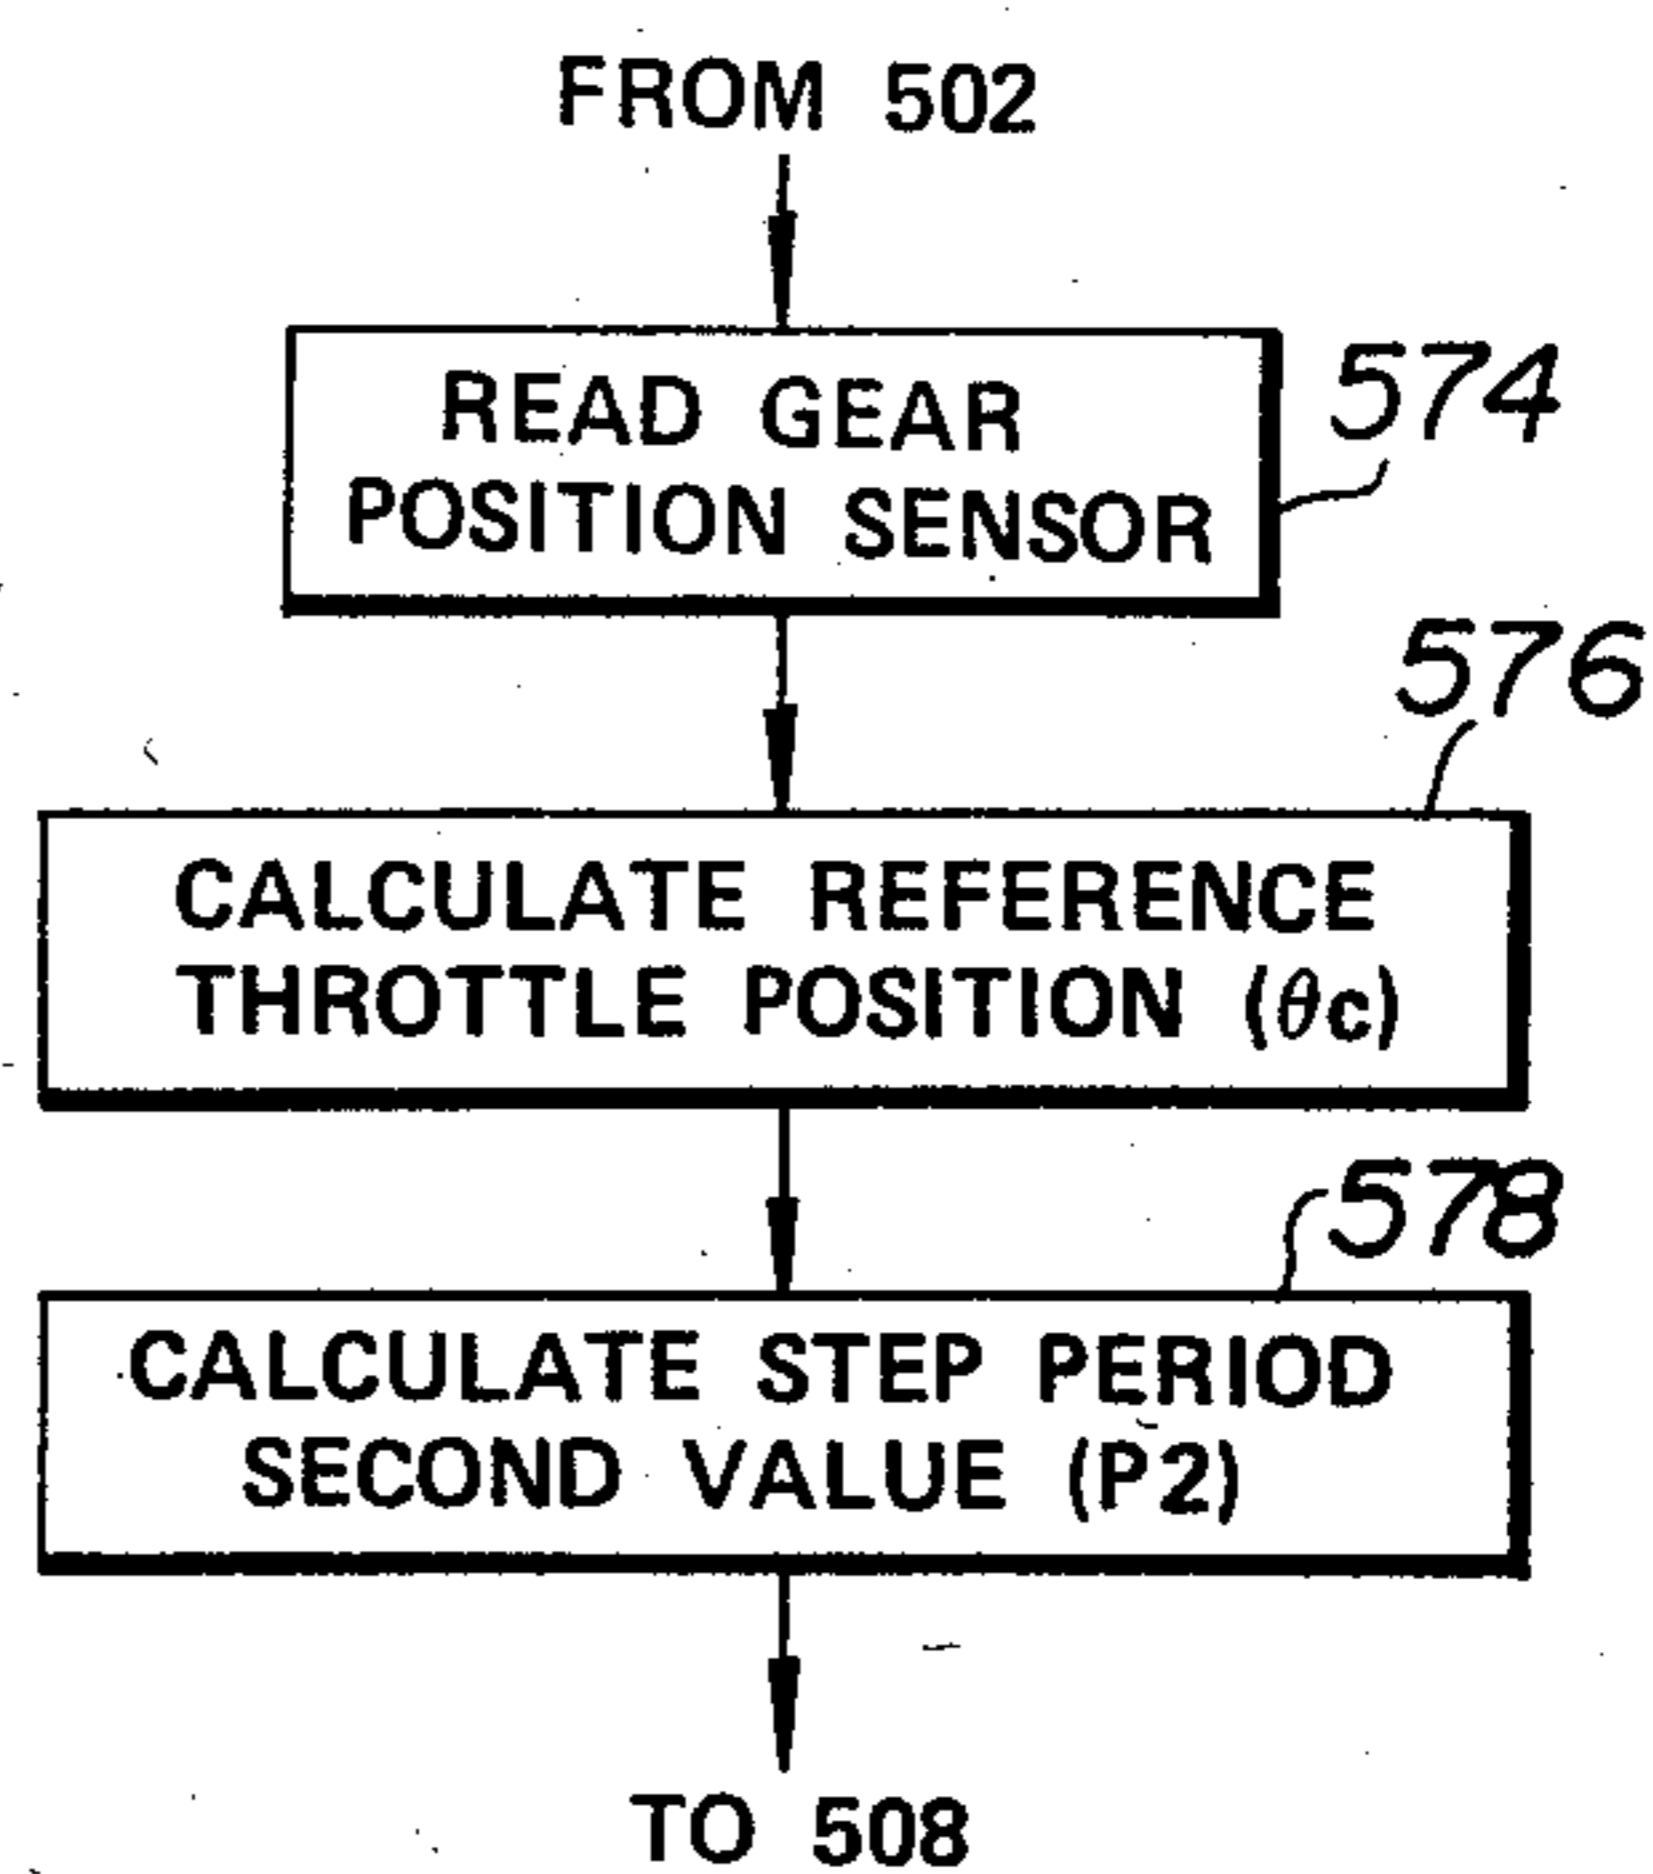 FROM 502
READ GEAR
POSITION SENSOR
574
576
CALCULATE REFERENCE
THROTTLE POSITION (θc)
578
CALCULATE STEP PERIOD
SECOND VALUE (P2)
TO 508